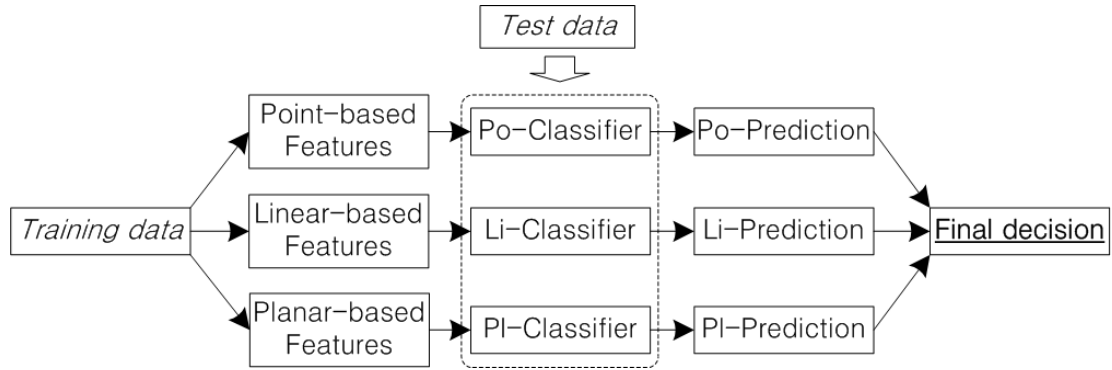 Test data
Point-based
Features
Po-Classifier
Po-Prediction
Training data
Linear-based
Features
Li-Classifier
Li-Prediction
Final decision
Planar-based
Features
Pl-Classifier
Pl-Prediction